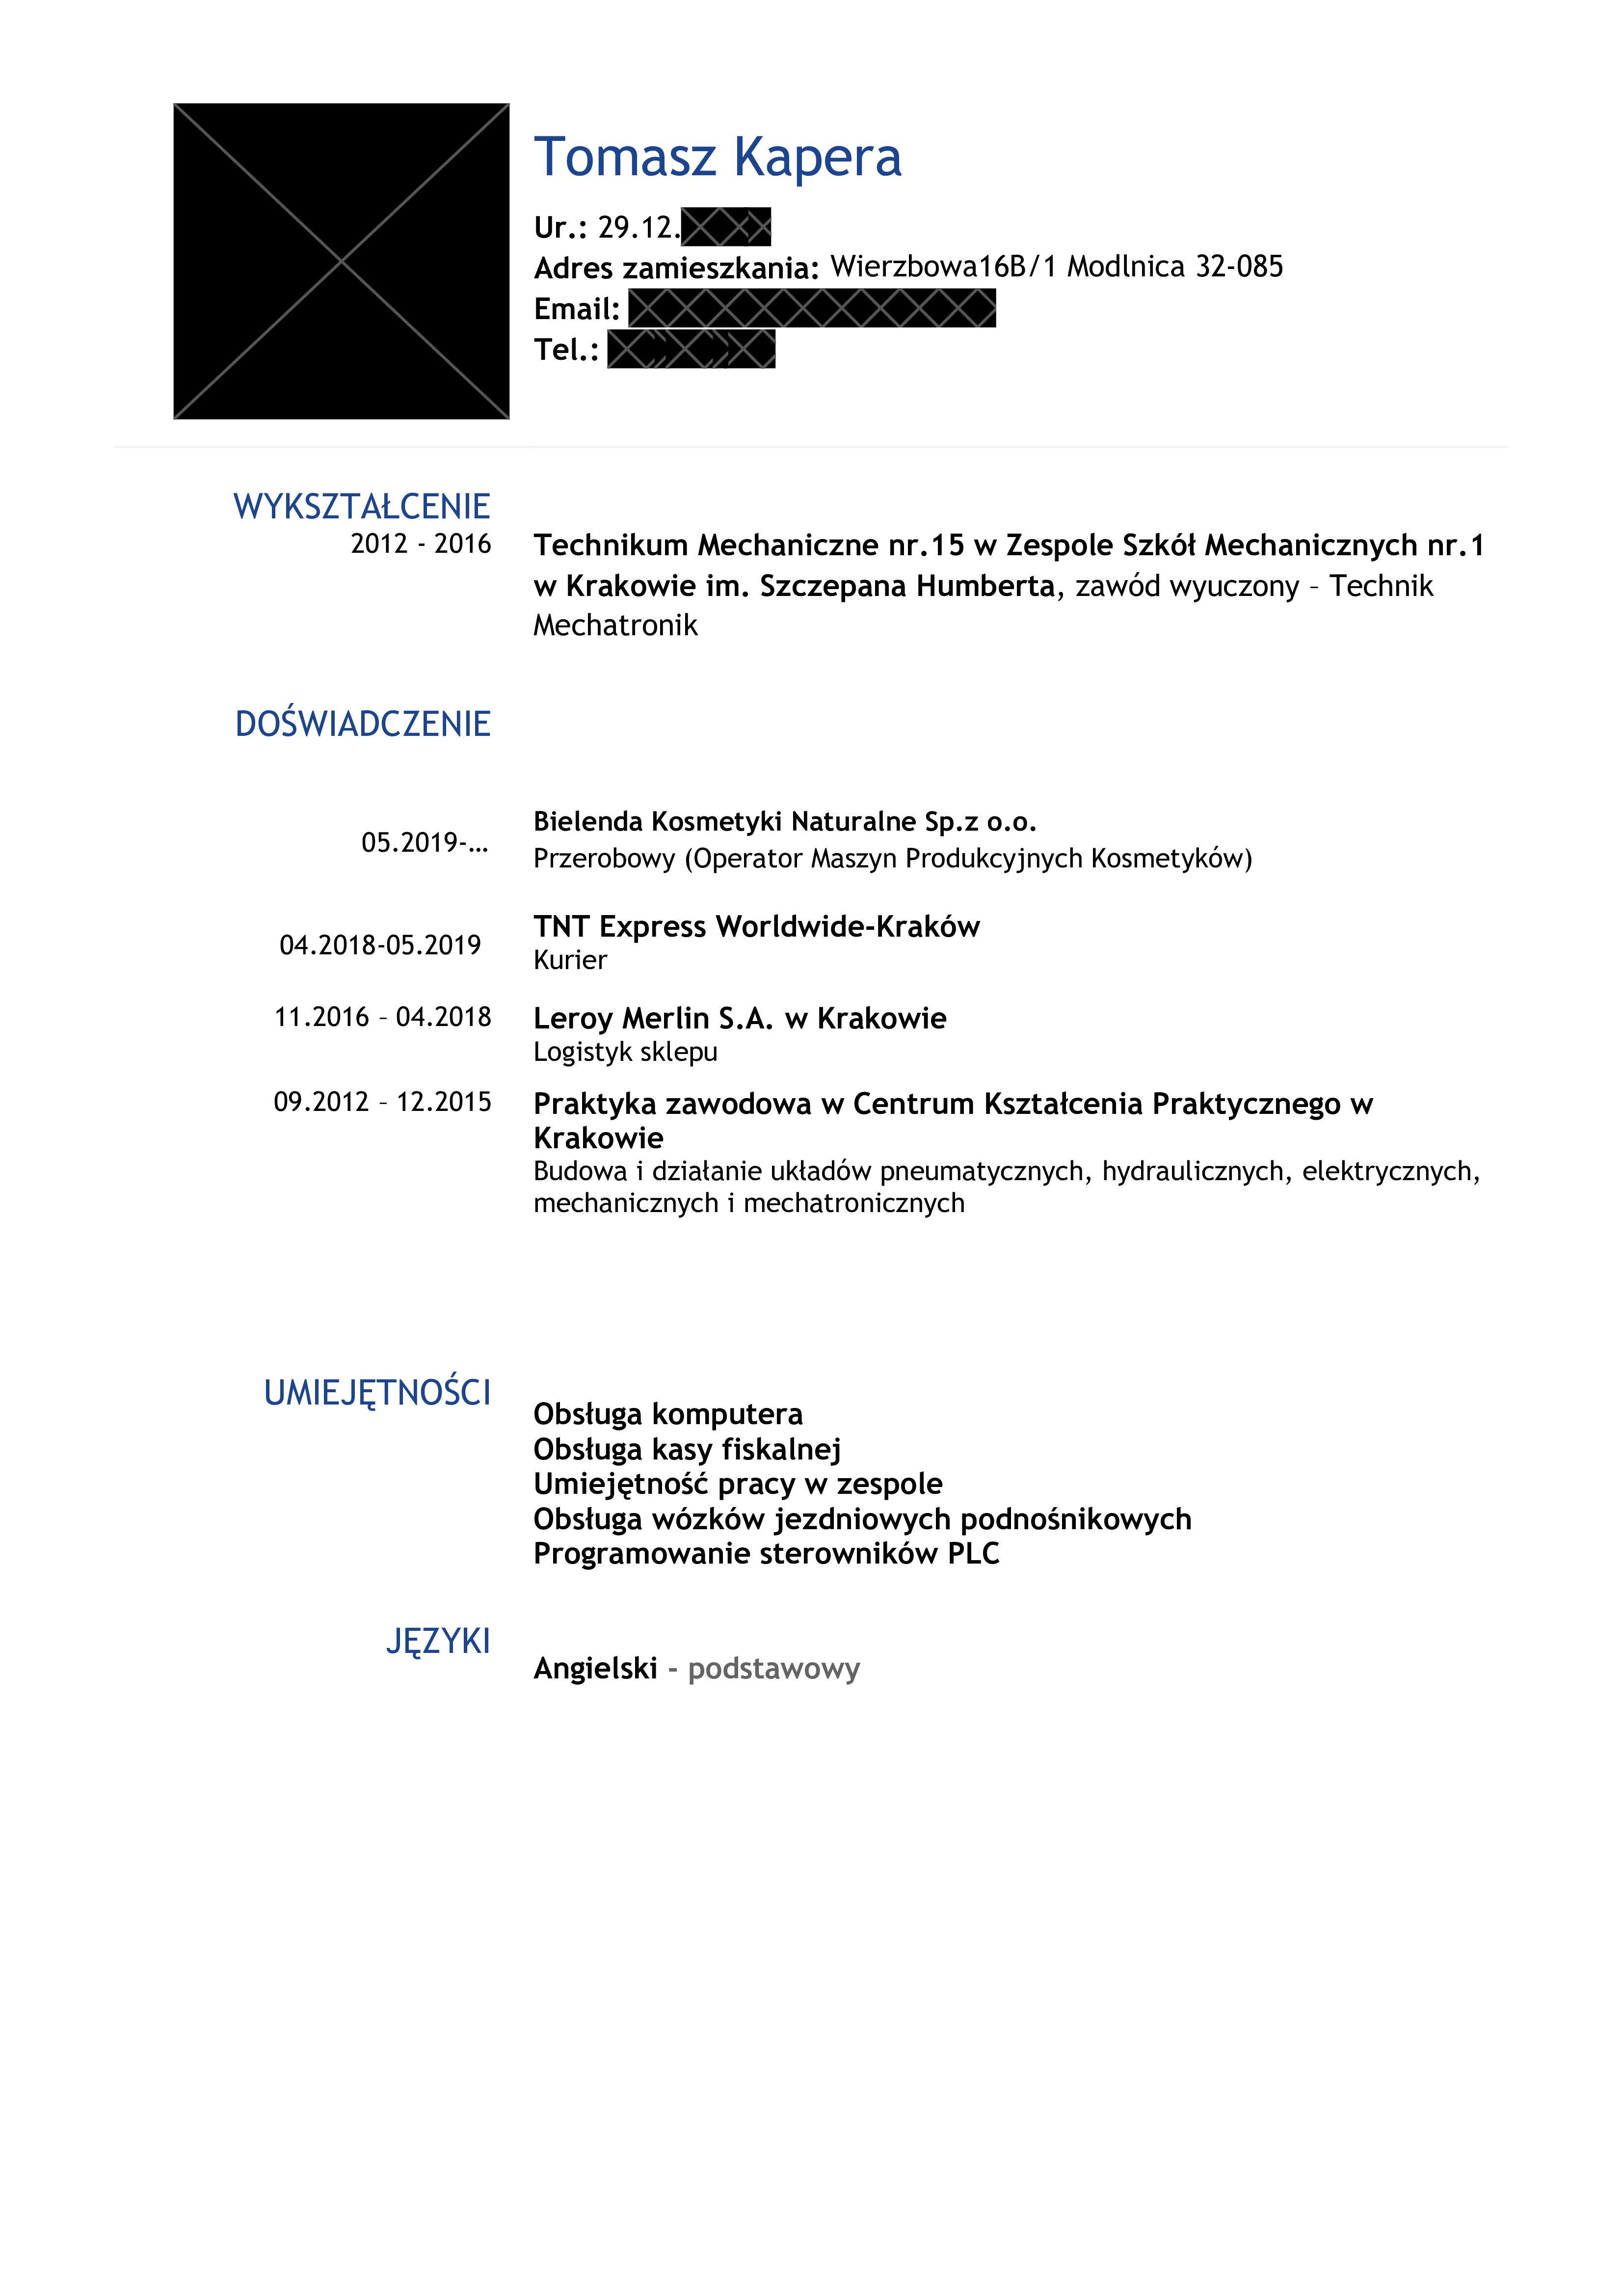 Tomasz Kapera
Ur.: 29.12.
Adres zamieszkania: Wierzbowa16B/1 Modlnica 32-085
Email:
Tel.:
WYKSZTAŁCENIE
2012 - 2016
Technikum Mechaniczne nr.15 w Zespole Szkół Mechanicznych nr.1
w Krakowie im. Szczepana Humberta, zawód wyuczony – Technik
Mechatronik
DOŚWIADCZENIE
05.2019-…
Bielenda Kosmetyki Naturalne Sp.z o.o.
Przerobowy (Operator Maszyn Produkcyjnych Kosmetyków)
04.2018-05.2019
TNT Express Worldwide-Kraków
Kurier
11.2016 – 04.2018
Leroy Merlin S.A. w Krakowie
Logistyk sklepu
09.2012 – 12.2015
Praktyka zawodowa w Centrum Kształcenia Praktycznego w
Krakowie
Budowa i działanie układów pneumatycznych, hydraulicznych, elektrycznych,
mechanicznych i mechatronicznych
UMIEJĘTNOŚCI
Obsługa komputera
Obsługa kasy fiskalnej
Umiejętność pracy w zespole
Obsługa wózków jezdniowych podnośnikowych
Programowanie sterowników PLC
JĘZYKI
Angielski - podstawowy